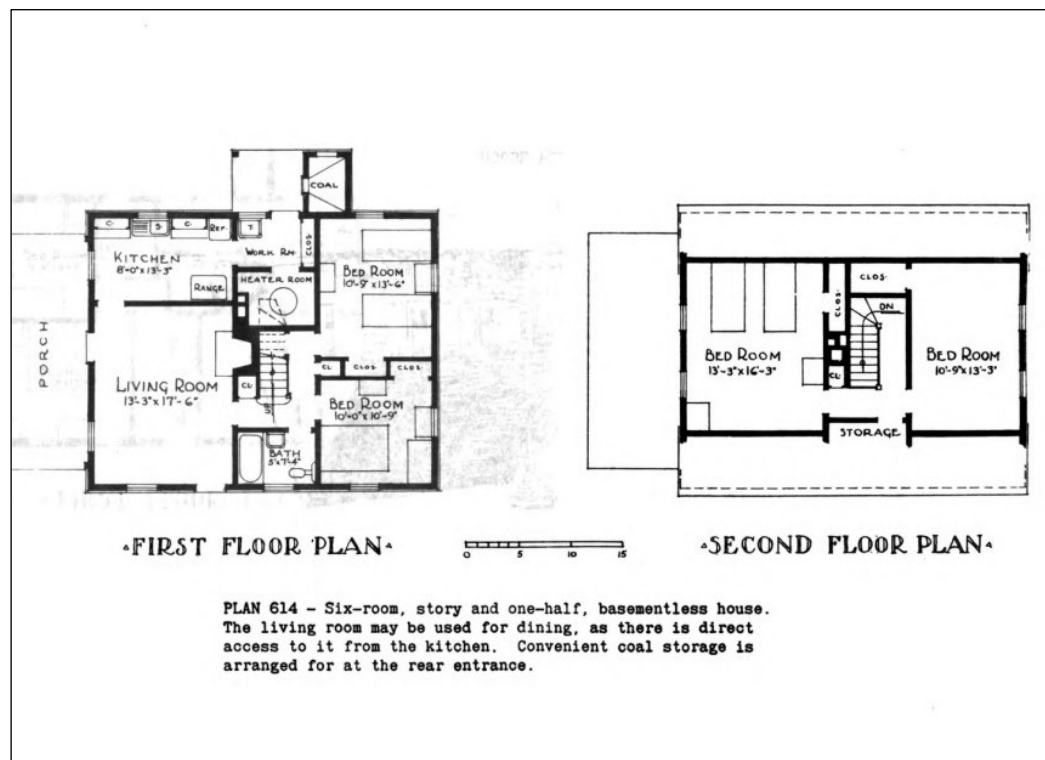 COAL
C.
S.
C.
REF.
T.
KITCHEN
8'-0" x 13'-3"
WORK RM.
CLOS.
RANGE
HEATER ROOM
BED ROOM
10'-9" x 13'-6"
PORCH
LIVING ROOM
13'-3" x 17'-6"
CL.
UP
CL.
CLOS.
CLOS.
BED ROOM
10'-0" x 10'-9"
BATH
5' x 7'-4"
CLOS.
CLOS.
DN
BED ROOM
13'-3" x 16'-3"
CL.
BED ROOM
10'-9" x 13'-3"
STORAGE
FIRST FLOOR PLAN
0 5 10 15
SECOND FLOOR PLAN
PLAN 614 - Six-room, story and one-half, basementless house.
The living room may be used for dining, as there is direct
access to it from the kitchen. Convenient coal storage is
arranged for at the rear entrance.